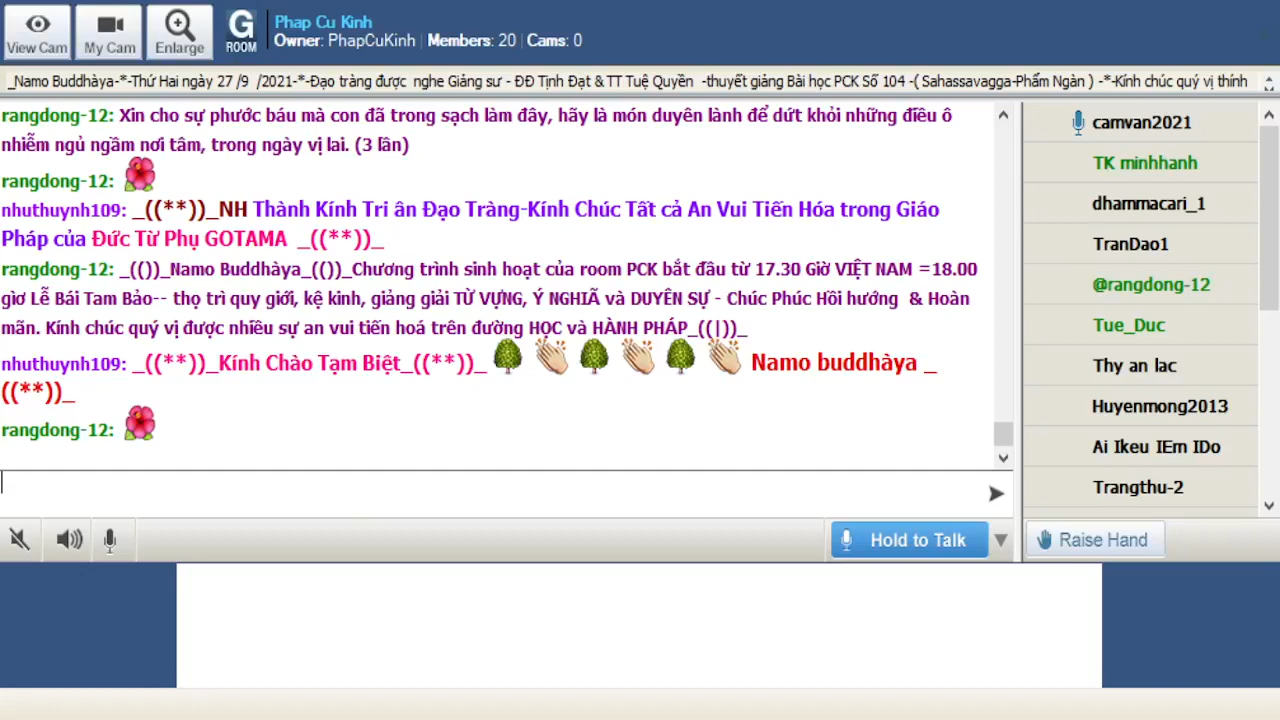 View Cam
My Cam
Enlarge
G
ROOM
Phap Cu Kinh
Owner: PhapCuKinh | Members: 20 | Cams: 0
_Namo Buddhàya-*-Thứ Hai ngày 27 /9 /2021-*-Đạo tràng được nghe Giảng sư - ĐĐ Tịnh Đạt & TT Tuệ Quyền -thuyết giảng Bài học PCK Số 104 -( Sahassavagga-Phẩm Ngàn ) -*-Kính chúc quý vị thính
rangdong-12: Xin cho sự phước báu mà con đã trong sạch làm đây, hãy là món duyên lành để dứt khỏi những điều ô
nhiễm ngủ ngầm nơi tâm, trong ngày vị lai. (3 lần)
rangdong-12:
nhuthuynh109: _((**))_NH Thành Kính Tri ân Đạo Tràng-Kính Chúc Tất cả An Vui Tiến Hóa trong Giáo
Pháp của Đức Từ Phụ GOTAMA _((**))_
rangdong-12: _(())_Namo Buddhàya_(())_Chương trình sinh hoạt của room PCK bắt đầu từ 17.30 Giờ VIỆT NAM =18.00
giơ Lễ Bái Tam Bảo-- thọ trì quy giới, kệ kinh, giảng giải TỪ VỰNG, Ý NGHIÃ và DUYÊN SỰ - Chúc Phúc Hồi hướng & Hoàn
mãn. Kính chúc quý vị được nhiều sự an vui tiến hoá trên đường HỌC và HÀNH PHÁP_((|))_
nhuthuynh109: _((**))_Kính Chào Tạm Biệt_((**))_ Namo buddhàya _
((**))_
rangdong-12:
camvan2021
TK minhhanh
dhammacari_1
TranDao1
@rangdong-12
Tue_Duc
Thy an lac
Huyenmong2013
Ai Ikeu IEm IDo
Trangthu-2
Hold to Talk
Raise Hand